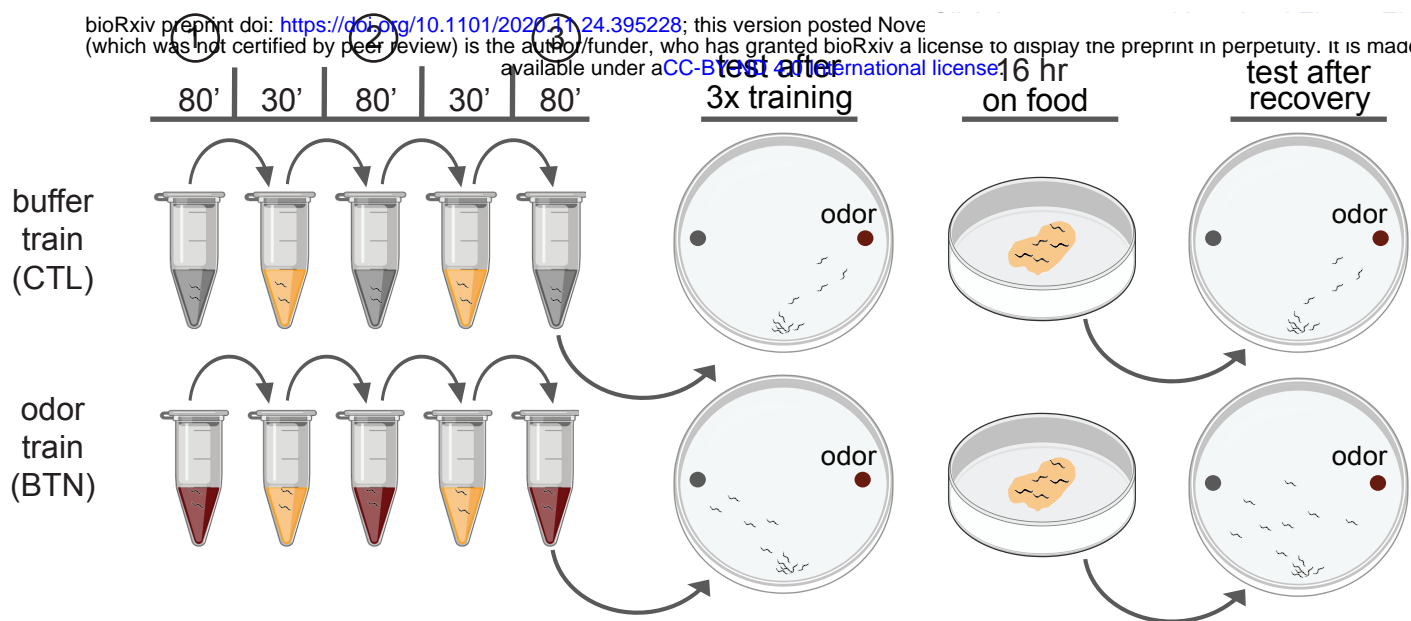 bioRxiv preprint doi: https://doi.org/10.1101/2020.11.24.395228; this version posted Nove
(which was not certified by peer review) is the author/funder, who has granted bioRxiv a license to display the preprint in perpetuity. It is made
available under aCC-BY-ND 4.0 International license.
1 2 3
80’ 30’ 80’ 30’ 80’
test after
3x training
16 hr
on food
test after
recovery
buffer
train
(CTL)
odor
odor
odor
train
(BTN)
odor
odor